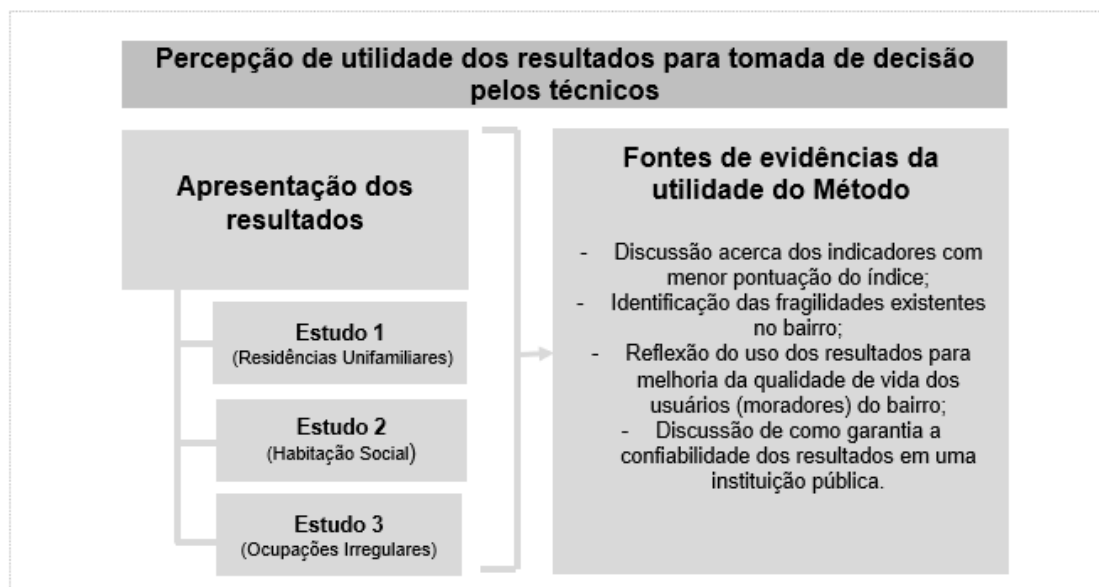 Percepção de utilidade dos resultados para tomada de decisão
pelos técnicos
Apresentação dos
resultados
Estudo 1
(Residências Unifamiliares)
Estudo 2
(Habitação Social)
Estudo 3
(Ocupações Irregulares)
Fontes de evidências da
utilidade do Método
- Discussão acerca dos indicadores com
menor pontuação do índice;
- Identificação das fragilidades existentes
no bairro;
- Reflexão do uso dos resultados para
melhoria da qualidade de vida dos
usuários (moradores) do bairro;
- Discussão de como garantia a
confiabilidade dos resultados em uma
instituição pública.